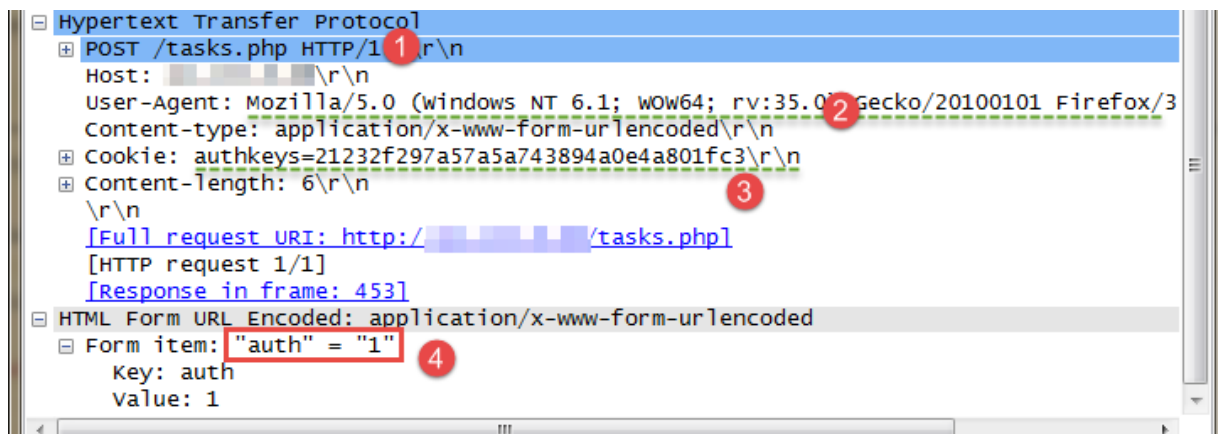 Hypertext Transfer Protocol
POST /tasks.php HTTP/1 1 \r\n
Host: \r\n
User-Agent: Mozilla/5.0 (Windows NT 6.1; WOW64; rv:35.0) Gecko/20100101 Firefox/3
2
Content-type: application/x-www-form-urlencoded\r\n
Cookie: authkeys=21232f297a57a5a743894a0e4a801fc3\r\n
Content-length: 6\r\n
3
\r\n
[Full request URI: http:/ /tasks.php]
[HTTP request 1/1]
[Response in frame: 453]
HTML Form URL Encoded: application/x-www-form-urlencoded
Form item: "auth" = "1"
4
Key: auth
Value: 1